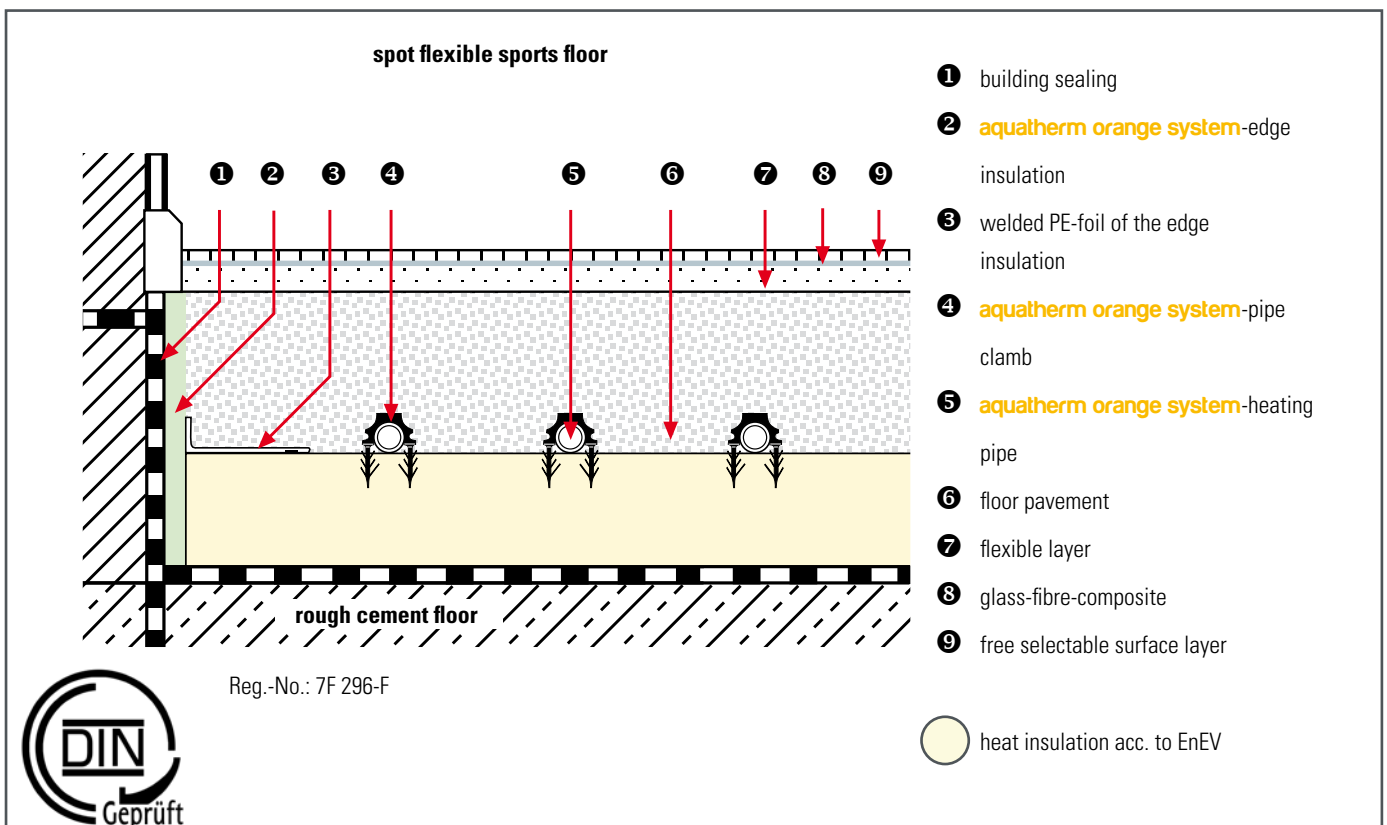 spot flexible sports floor
❶ ❷ ❸ ❹ ❺ ❻ ❼ ❽ ❾
rough cement floor
Reg.-No.: 7F 296-F
DIN
Geprüft
❶ building sealing
❷ aquatherm orange system-edge
insulation
❸ welded PE-foil of the edge
insulation
❹ aquatherm orange system-pipe
clamb
❺ aquatherm orange system-heating
pipe
❻ floor pavement
❼ flexible layer
❽ glass-fibre-composite
❾ free selectable surface layer
heat insulation acc. to EnEV